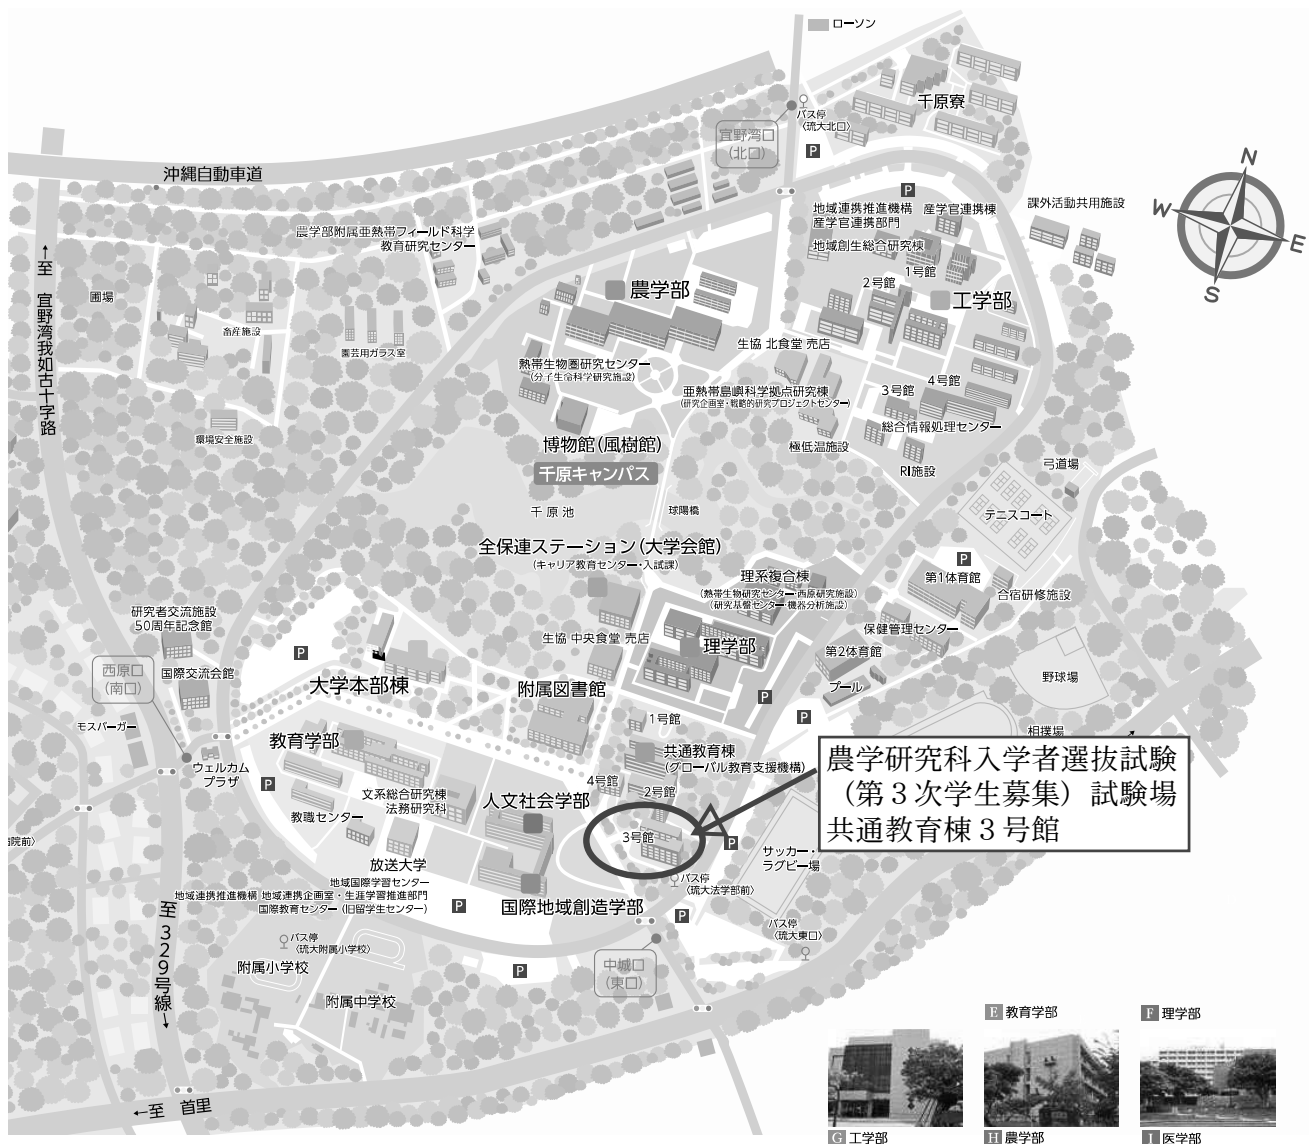 ローソン
千原寮
バス停
〈琉大北口〉
宜野湾口
(北口)
P
沖縄自動車道
N
W
E
S
P
地域連携推進機構
産学官連携部門
産学官連携棟
課外活動共用施設
農学部附属亜熱帯フィールド科学
教育研究センター
地域創生総合研究棟
1号館
2号館
工学部
←至 宜野湾我如古十字路
圃場
農学部
畜産施設
園芸用ガラス室
生協 北食堂 売店
熱帯生物圏研究センター
(分子生命科学研究施設)
亜熱帯島嶼科学拠点研究棟
(研究企画室・戦略的研究プロジェクトセンター)
3号館
4号館
総合情報処理センター
環境安全施設
博物館(風樹館)
極低温施設
RI施設
弓道場
千原キャンパス
千原池
球陽橋
テニスコート
全保連ステーション(大学会館)
(キャリア教育センター・入試課)
P
理系複合棟
(熱帯生物研究センター・西原研究施設)
(研究基盤センター・機器分析施設)
第1体育館
合宿研修施設
研究者交流施設
50周年記念館
生協 中央食堂 売店
保健管理センター
理学部
第2体育館
西原口
(南口)
国際交流会館
P
大学本部棟
附属図書館
プール
野球場
P
P
モスバーガー
1号館
相撲場
教育学部
共通教育棟
(グローバル教育支援機構)
農学研究科入学者選抜試験
(第3次学生募集)試験場
共通教育棟3号館
ウェルカム
プラザ
P
4号館
2号館
文系総合研究棟
法務研究科
人文社会学部
教職センター
3号館
P
サッカー・
ラグビー場
放送大学
地域国際学習センター
地域連携推進機構 地域連携企画室・生涯学習推進部門
国際教育センター(旧留学生センター)
バス停
〈琉大法学部前〉
P
国際地域創造学部
P
バス停
〈琉大東口〉
至 329号線→
バス停
〈琉大附属小学校〉
附属小学校
中城口
(東口)
P
附属中学校
E 教育学部
F 理学部
←至 首里
G 工学部
H 農学部
I 医学部